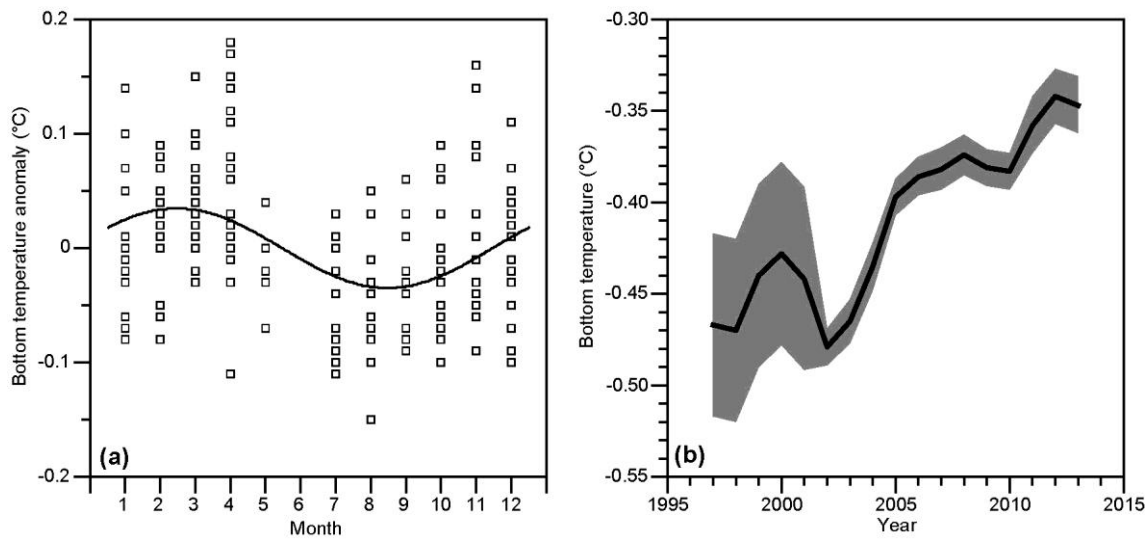 0.2
0.1
0
-0.1
-0.2
Bottom temperature anomaly (°C)
(a)
1 2 3 4 5 6 7 8 9 10 11 12
Month
-0.30
-0.35
-0.40
-0.45
-0.50
-0.55
Bottom temperature (°C)
(b)
1995 2000 2005 2010 2015
Year